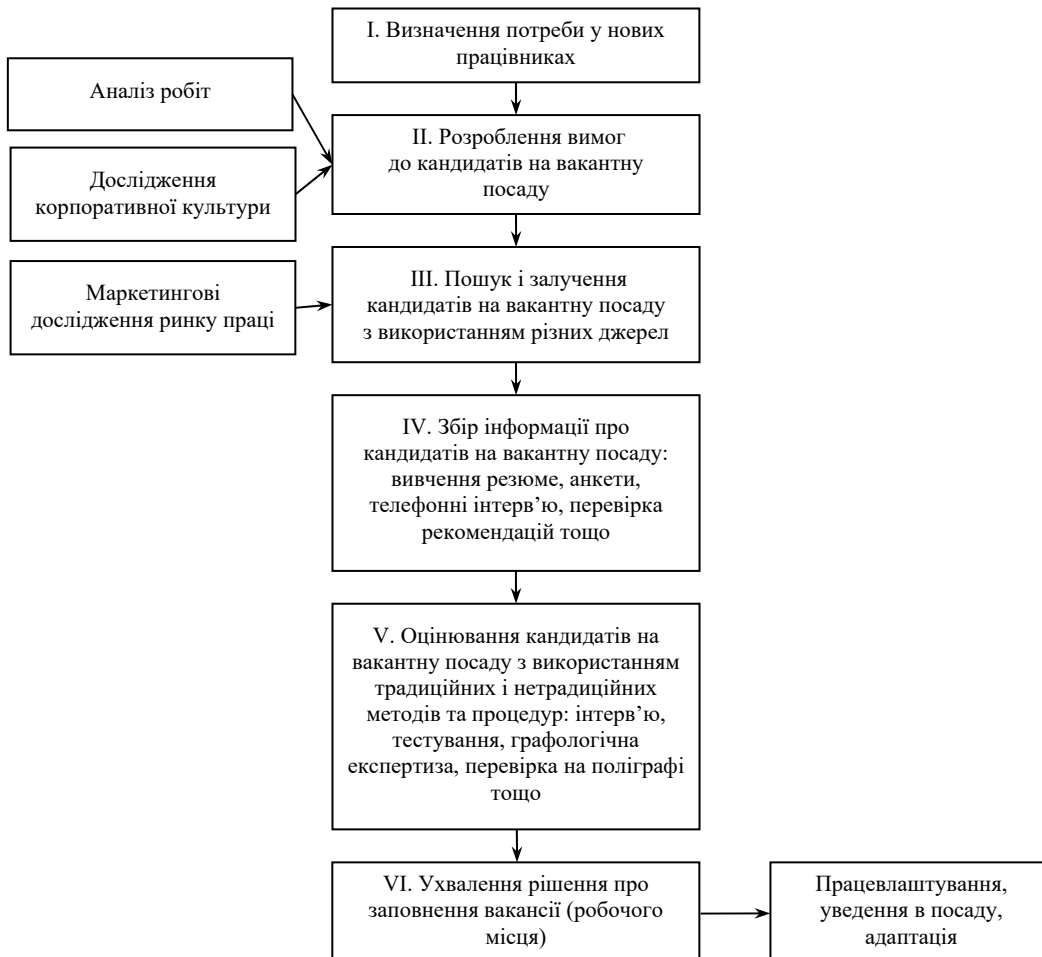 I. Визначення потреби у нових
працівниках
Аналіз робіт
II. Розроблення вимог
до кандидатів на вакантну
посаду
Дослідження
корпоративної культури
III. Пошук і залучення
кандидатів на вакантну посаду
з використанням різних джерел
Маркетингові
дослідження ринку праці
IV. Збір інформації про
кандидатів на вакантну посаду:
вивчення резюме, анкети,
телефонні інтерв’ю, перевірка
рекомендацій тощо
V. Оцінювання кандидатів на
вакантну посаду з використанням
традиційних і нетрадиційних
методів та процедур: інтерв’ю,
тестування, графологічна
експертиза, перевірка на поліграфі
тощо
VI. Ухвалення рішення про
заповнення вакансії (робочого
місця)
Працевлаштування,
уведення в посаду,
адаптація